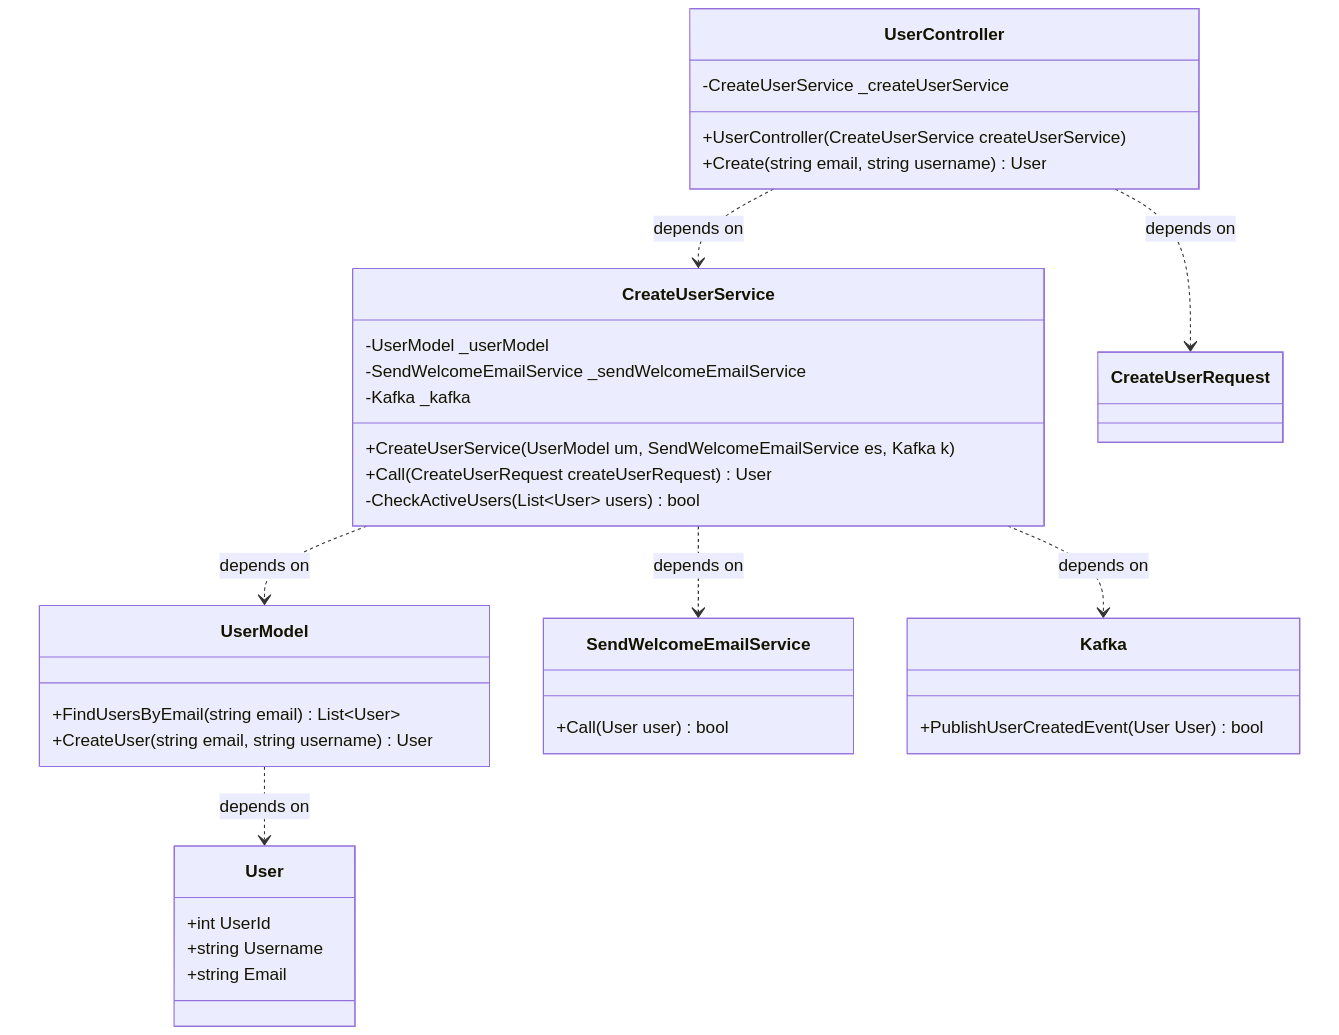 UserController
-CreateUserService _createUserService
+UserController(CreateUserService createUserService)
+Create(string email, string username) : User
depends on
depends on
CreateUserService
-UserModel _userModel
-SendWelcomeEmailService _sendWelcomeEmailService
-Kafka _kafka
+CreateUserService(UserModel um, SendWelcomeEmailService es, Kafka k)
+Call(CreateUserRequest createUserRequest) : User
-CheckActiveUsers(List<User> users) : bool
CreateUserRequest
depends on
depends on
depends on
UserModel
+FindUsersByEmail(string email) : List<User>
+CreateUser(string email, string username) : User
SendWelcomeEmailService
+Call(User user) : bool
Kafka
+PublishUserCreatedEvent(User User) : bool
depends on
User
+int UserId
+string Username
+string Email